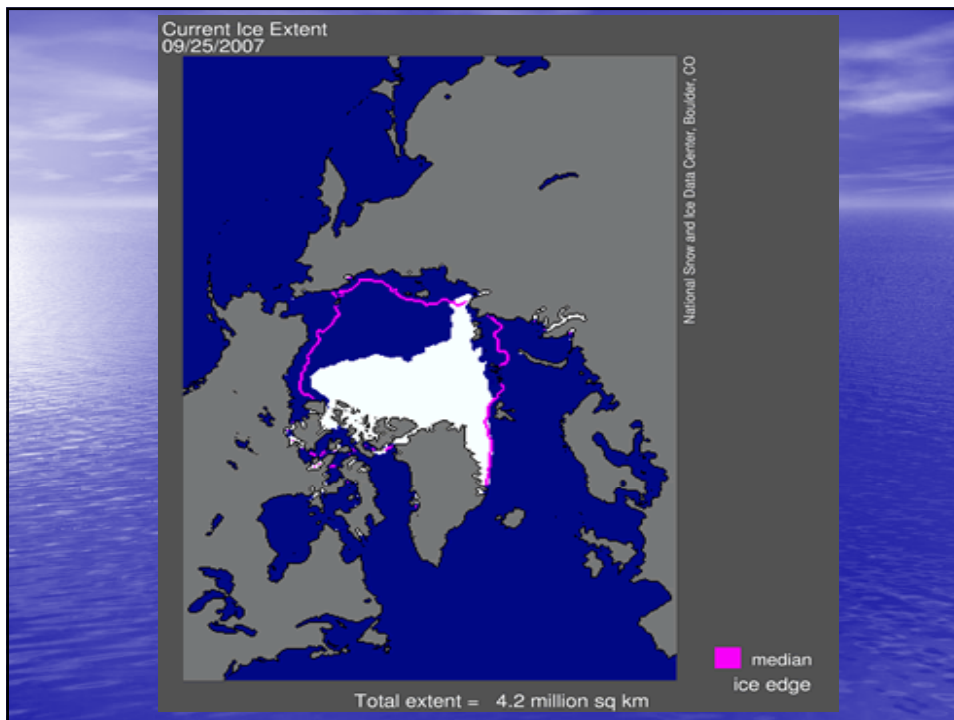 Current Ice Extent
09/25/2007
National Snow and Ice Data Center, Boulder, CO
median
ice edge
Total extent = 4.2 million sq km